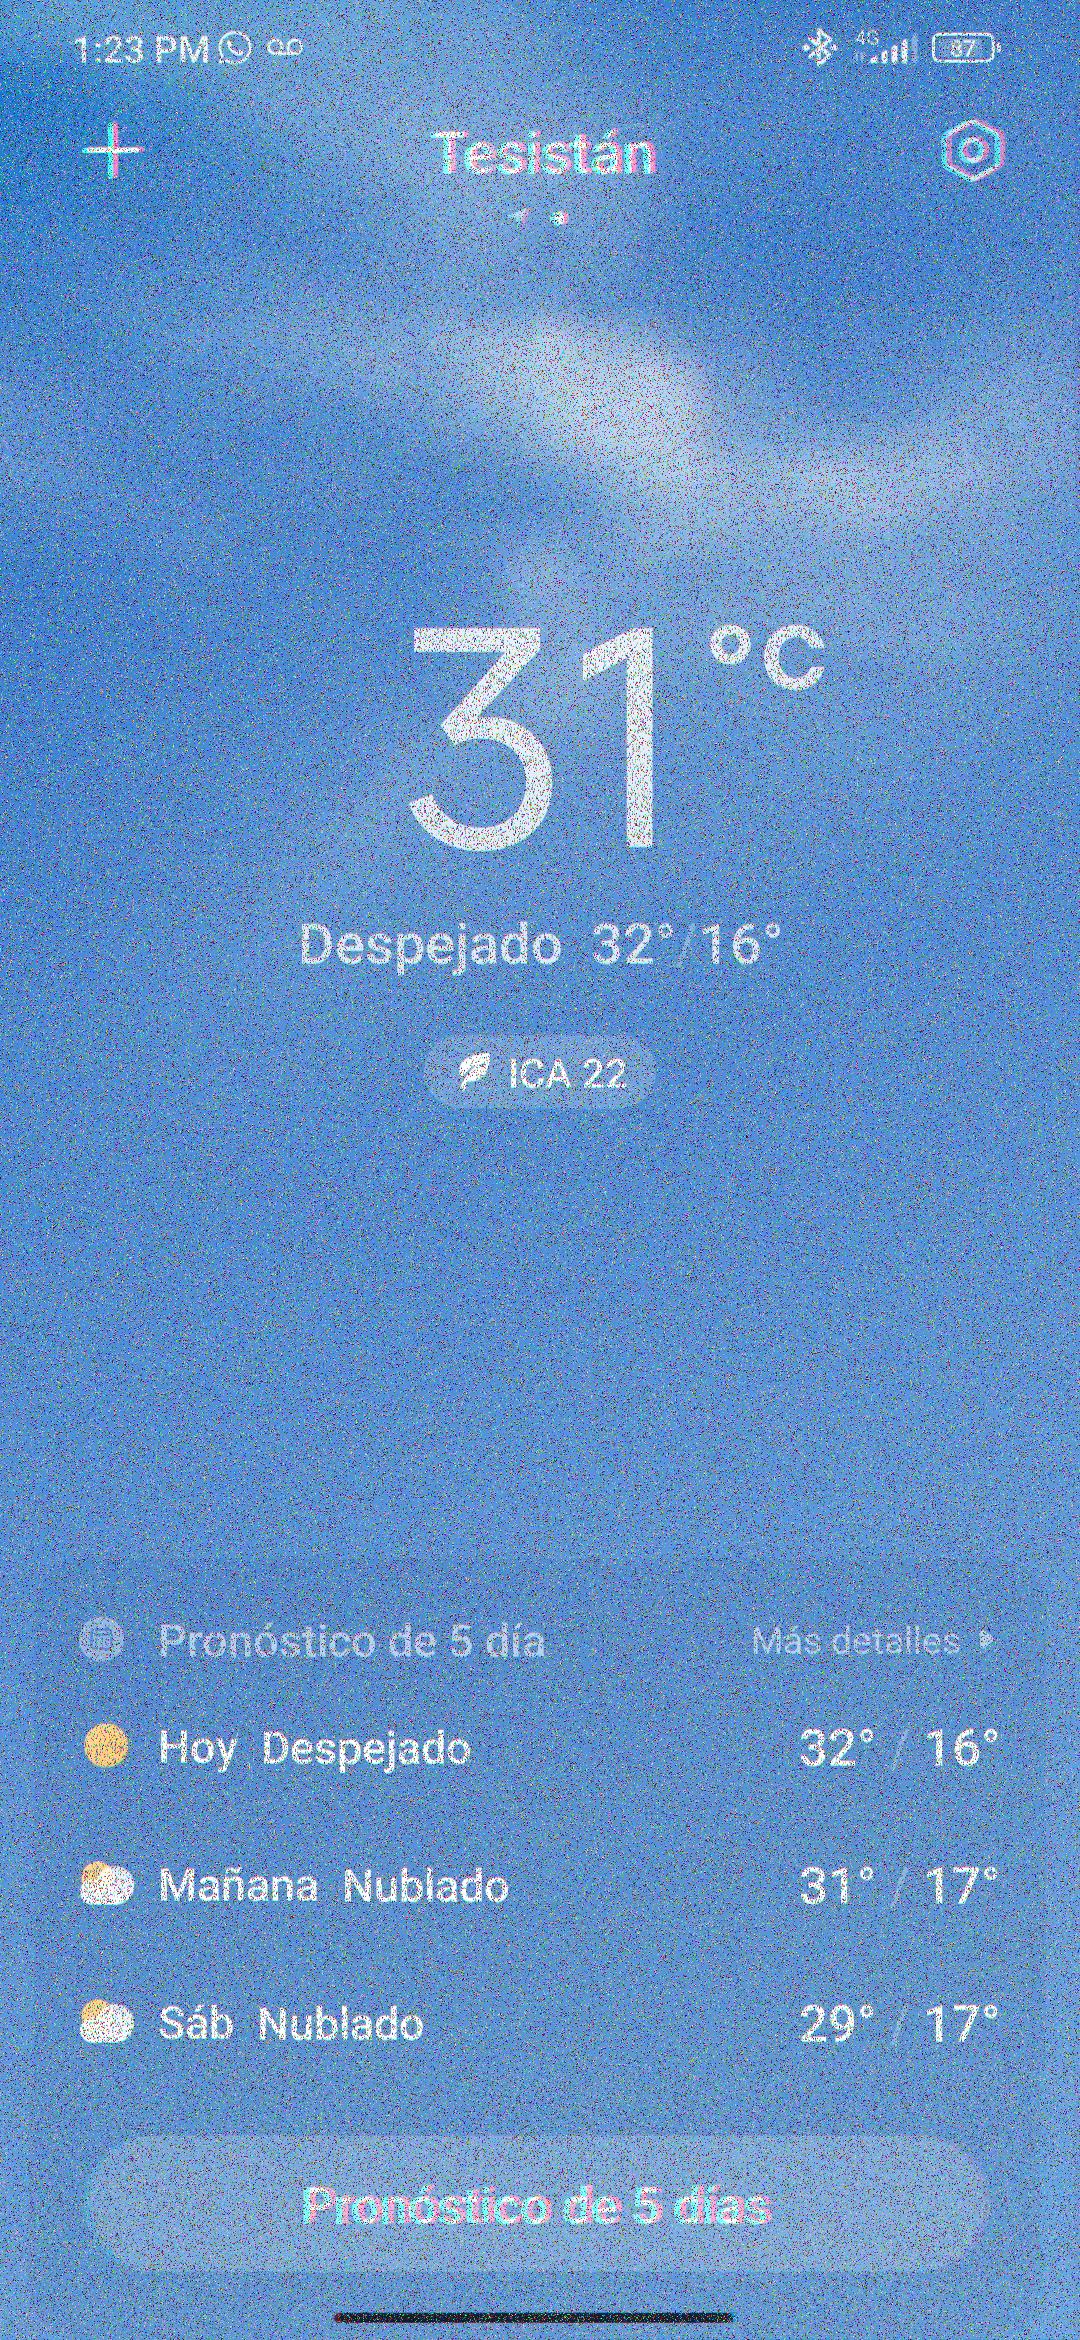 1:23 PM 4G 87
Tesistán
31°C
Despejado 32°/16°
ICA 22
Pronóstico de 5 día Más detalles
Hoy Despejado 32° / 16°
Mañana Nublado 31° / 17°
Sáb Nublado 29° / 17°
Pronóstico de 5 días